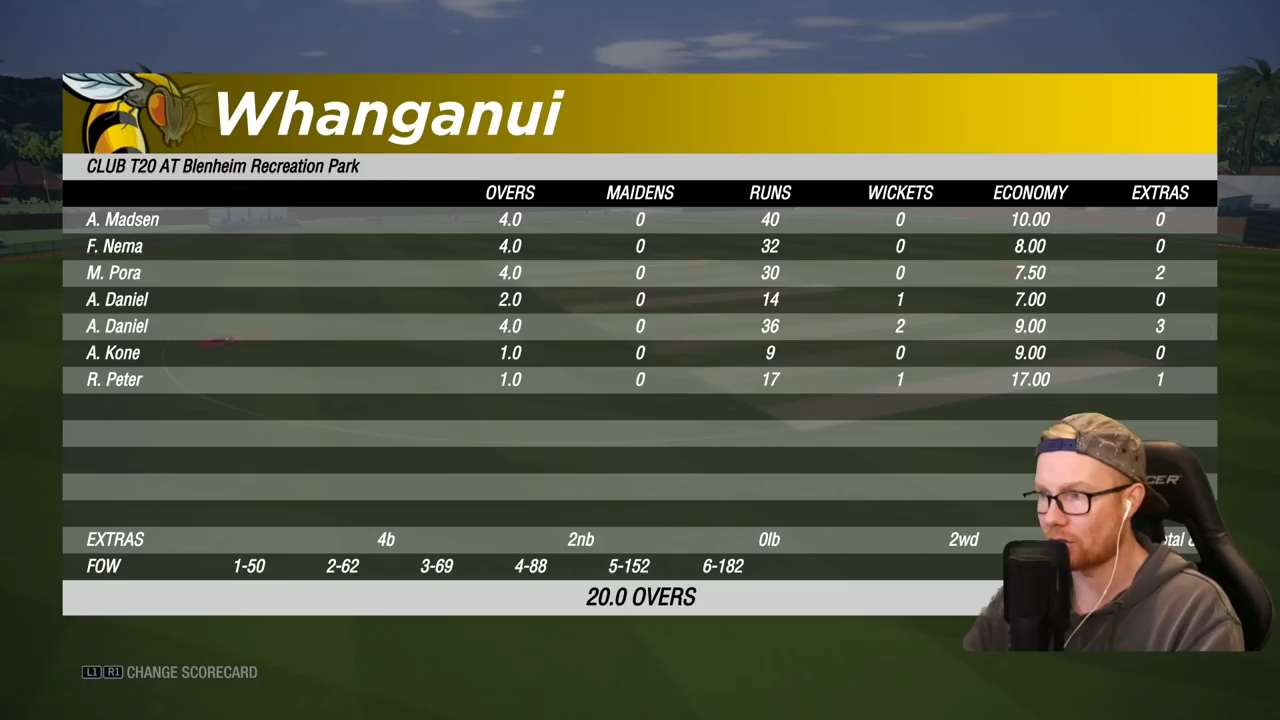 Whanganui
CLUB T20 AT Blenheim Recreation Park
OVERS MAIDENS RUNS WICKETS ECONOMY EXTRAS
A. Madsen 4.0 0 40 0 10.00 0
F. Nema 4.0 0 32 0 8.00 0
M. Pora 4.0 0 30 0 7.50 2
A. Daniel 2.0 0 14 1 7.00 0
A. Daniel 4.0 0 36 2 9.00 3
A. Kone 1.0 0 9 0 9.00 0
R. Peter 1.0 0 17 1 17.00 1
EXTRAS 4b 2nb 0lb 2wd
FOW 1-50 2-62 3-69 4-88 5-152 6-182
20.0 OVERS
L1 R1 CHANGE SCORECARD